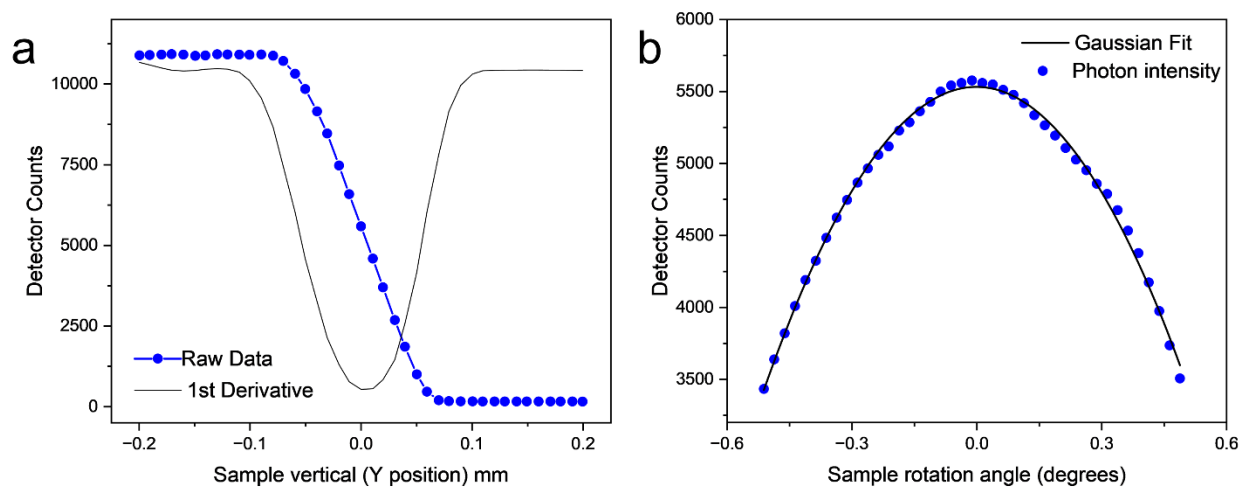 a
Detector Counts
10000
7500
5000
2500
0
Raw Data
1st Derivative
−0.2
−0.1
0.0
0.1
0.2
Sample vertical (Y position) mm
b
Detector Counts
6000
5500
5000
4500
4000
3500
Gaussian Fit
Photon intensity
−0.6
−0.3
0.0
0.3
0.6
Sample rotation angle (degrees)